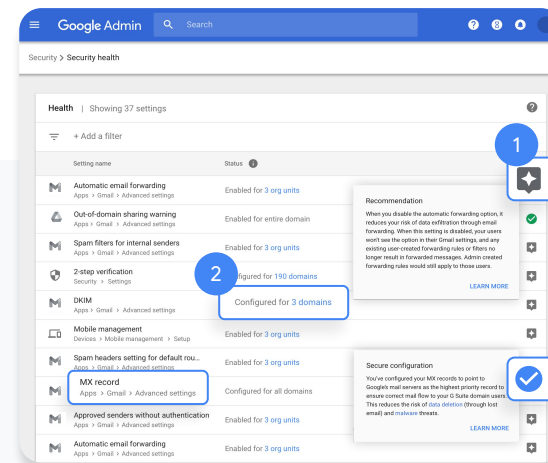 Google Admin
Search
Security > Security health
Health | Showing 37 settings
+ Add a filter
1
Setting name
Status
Automatic email forwarding
Apps > Gmail > Advanced settings
Enabled for 3 org units
Recommendation
When you disable the automatic forwarding option, it
reduces your risk of data exfiltration through email
forwarding. When this setting is disabled, your users
won't see the option in their Gmail settings, and any
existing user-created forwarding rules or filters no
longer result in forwarded messages. Admin created
forwarding rules would still apply to those users.
LEARN MORE
Out-of-domain sharing warning
Apps > Gmail > Advanced settings
Enabled for entire domain
Spam filters for internal senders
Apps > Gmail > Advanced settings
Enabled for 3 org units
2
2-step verification
Security > Settings
figured for 190 domains
DKIM
Apps > Gmail > Advanced settings
Configured for 3 domains
Mobile management
Devices > Mobile management > Setup
Enabled for 3 org units
Spam headers setting for default rou...
Apps > Gmail > Advanced settings
Enabled for 3 org units
MX record
Apps > Gmail > Advanced settings
Configured for all domains
Secure configuration
You've configured your MX records to point to
Google's mail servers as the highest priority record to
ensure correct mail flow to your G Suite domain users.
This reduces the risk of data deletion (through lost
email) and malware threats.
LEARN MORE
Approved senders without authentication
Apps > Gmail > Advanced settings
Enabled for 3 org units
Automatic email forwarding
Apps > Gmail > Advanced settings
Enabled for 3 org units